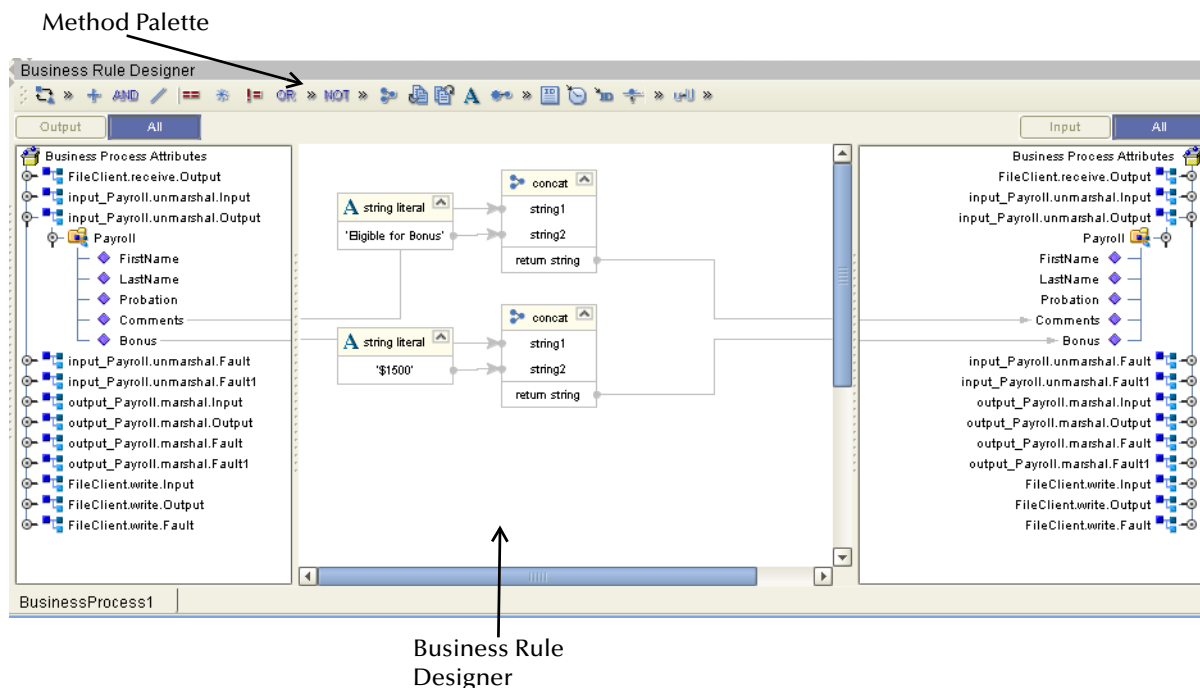 Method Palette
Business Rule Designer
» AND == != OR » NOT » A » ID ID » »
Output All
Input All
Business Process Attributes
FileClient.receive.Output
input_Payroll.unmarshal.Input
input_Payroll.unmarshal.Output
Payroll
FirstName
LastName
Probation
Comments
Bonus
input_Payroll.unmarshal.Fault
input_Payroll.unmarshal.Fault1
output_Payroll.marshal.Input
output_Payroll.marshal.Output
output_Payroll.marshal.Fault
output_Payroll.marshal.Fault1
FileClient.write.Input
FileClient.write.Output
FileClient.write.Fault
A string literal
'Eligible for Bonus'
concat
string1
string2
return string
A string literal
'$1500'
concat
string1
string2
return string
Business Process Attributes
FileClient.receive.Output
input_Payroll.unmarshal.Input
input_Payroll.unmarshal.Output
Payroll
FirstName
LastName
Probation
Comments
Bonus
input_Payroll.unmarshal.Fault
input_Payroll.unmarshal.Fault1
output_Payroll.marshal.Input
output_Payroll.marshal.Output
output_Payroll.marshal.Fault
output_Payroll.marshal.Fault1
FileClient.write.Input
FileClient.write.Output
FileClient.write.Fault
BusinessProcess1
Business Rule
Designer